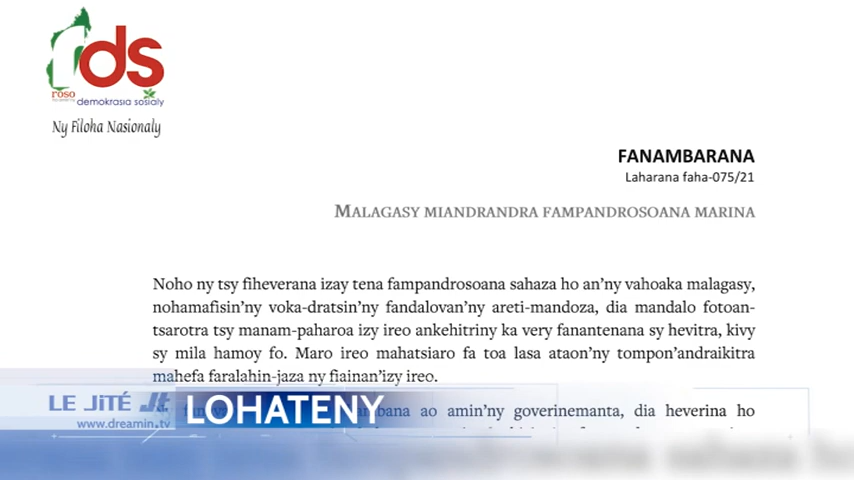 rds
roso
demokrasia sosialy
Ny Filoha Nasionaly
FANAMBARANA
Laharana faha-075/21
MALAGASY MIANDRANDRA FAMPANDROSOANA MARINA
Noho ny tsy fiheverana izay tena fampandrosoana sahaza ho an'ny vahoaka malagasy,
nohamafisin'ny voka-dratsin'ny fandalovan'ny areti-mandoza, dia mandalo fotoan-
tsarotra tsy manam-paharoa izy ireo ankehitriny ka very fanantenana sy hevitra, kivy
sy mila hamoy fo. Maro ireo mahatsiaro fa toa lasa ataon'ny tompon'andraikitra
mahefa faralahin-jaza ny fiainan'izy ireo.
ao amin'ny governemanta, dia heverina ho
LE JiTÉ Jt
www.dreamin.tv
LOHATENY